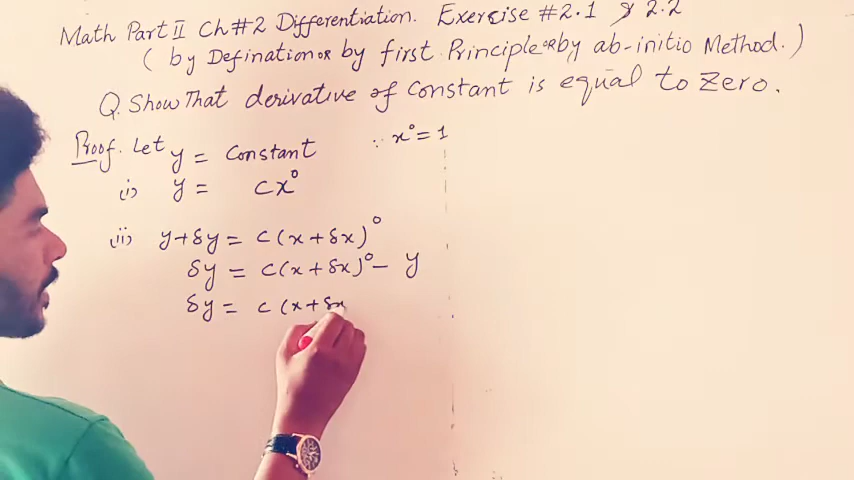 Math Part II Ch#2 Differentiation. Exercise #2.1 & 2.2
(by Defination or by first Principle or by ab-initio Method.)
Q. Show That derivative of Constant is equal to Zero.
Proof. Let y = Constant ∵ x⁰ = 1
(i) y = cx⁰
(ii) y+δy = c(x+δx)⁰
δy = c(x+δx)⁰ - y
δy = c(x+δx